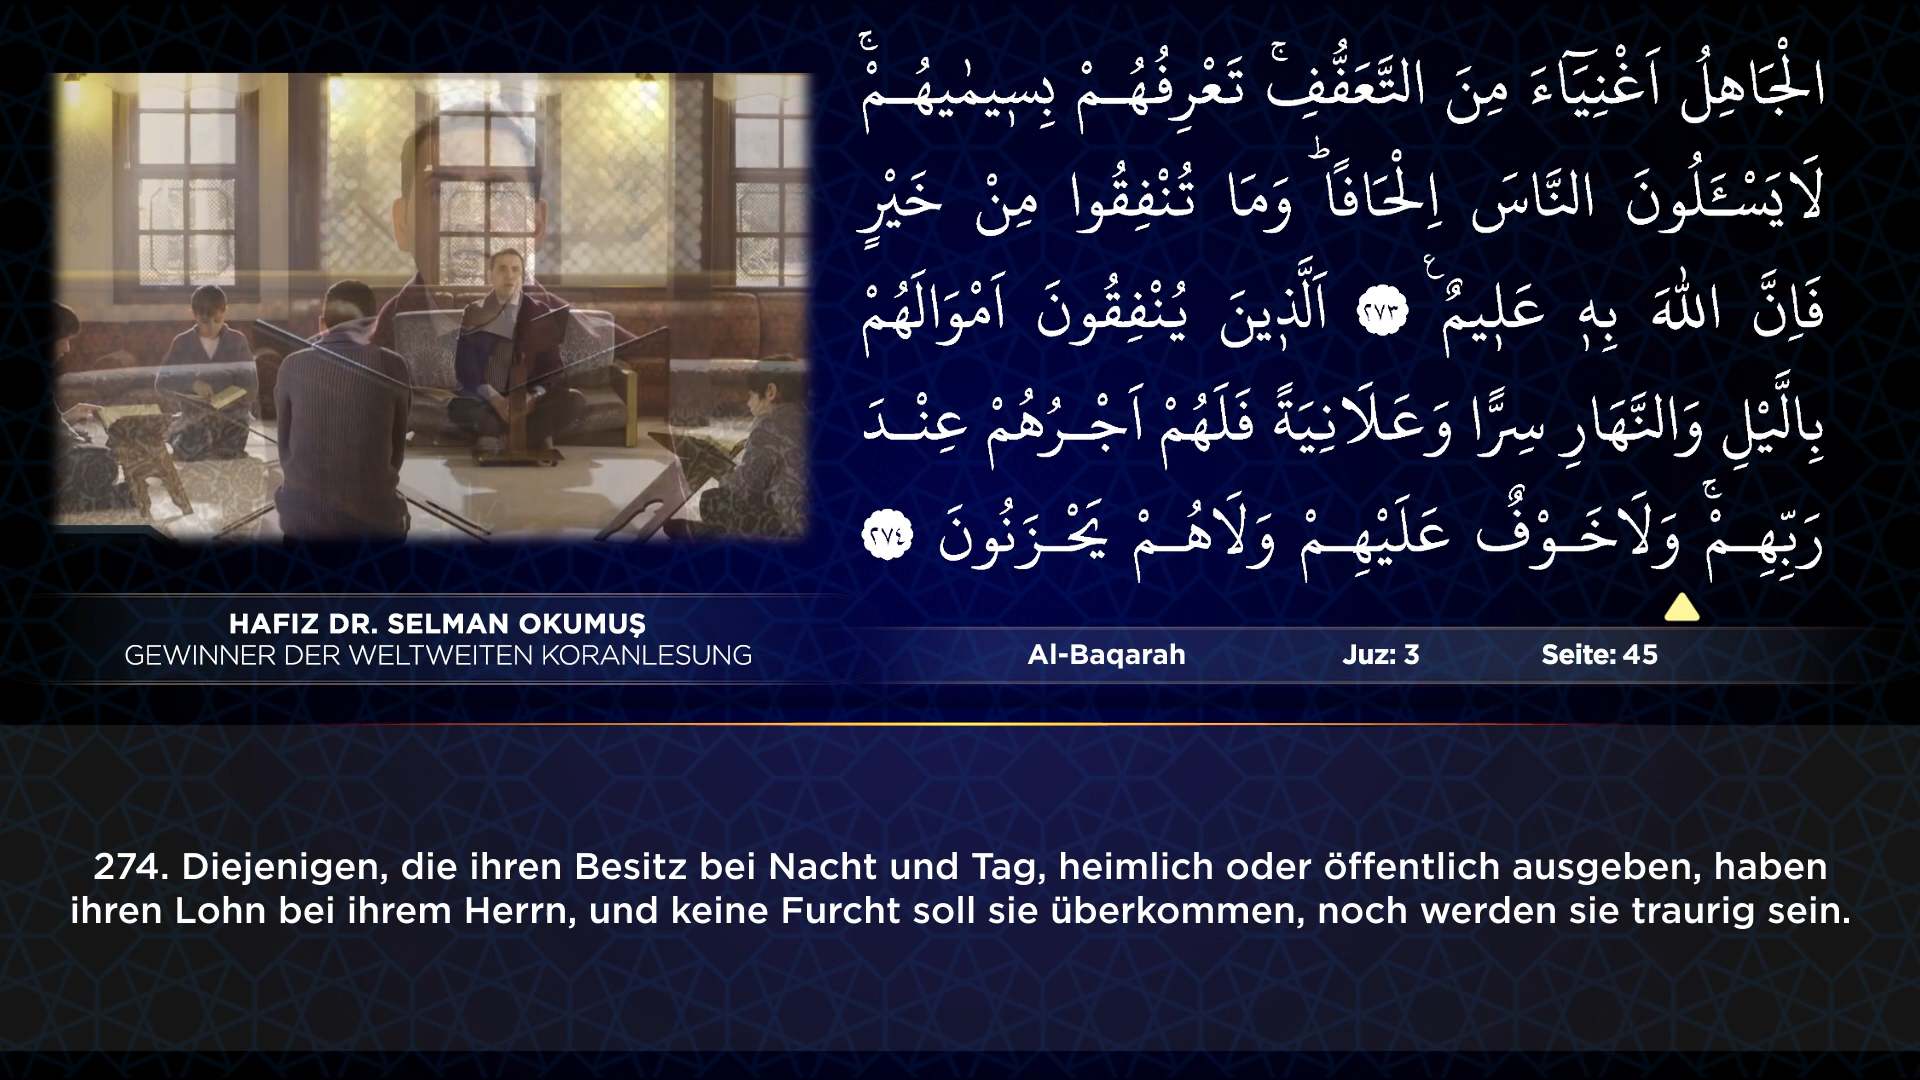 الْجَاهِلُ اَغْنِيَٓاءَ مِنَ التَّعَفُّفِۚ تَعْرِفُهُمْ بِسٖيمٰيهُمْۚ
لَا يَسْـَٔلُونَ النَّاسَ اِلْحَافًاؕ وَمَا تُنْفِقُوا مِنْ خَيْرٍ
فَاِنَّ اللّٰهَ بِهٖ عَلٖيمٌࣖ ٢٧٣ اَلَّذٖينَ يُنْفِقُونَ اَمْوَالَهُمْ
بِالَّيْلِ وَالنَّهَارِ سِرًّا وَعَلَانِيَةً فَلَهُمْ اَجْرُهُمْ عِنْدَ
رَبِّهِمْۚ وَلَا خَوْفٌ عَلَيْهِمْ وَلَا هُمْ يَحْزَنُونَ ٢٧٤
HAFIZ DR. SELMAN OKUMUŞ
GEWINNER DER WELTWEITEN KORANLESUNG
Al-Baqarah Juz: 3 Seite: 45
274. Diejenigen, die ihren Besitz bei Nacht und Tag, heimlich oder öffentlich ausgeben, haben
ihren Lohn bei ihrem Herrn, und keine Furcht soll sie überkommen, noch werden sie traurig sein.